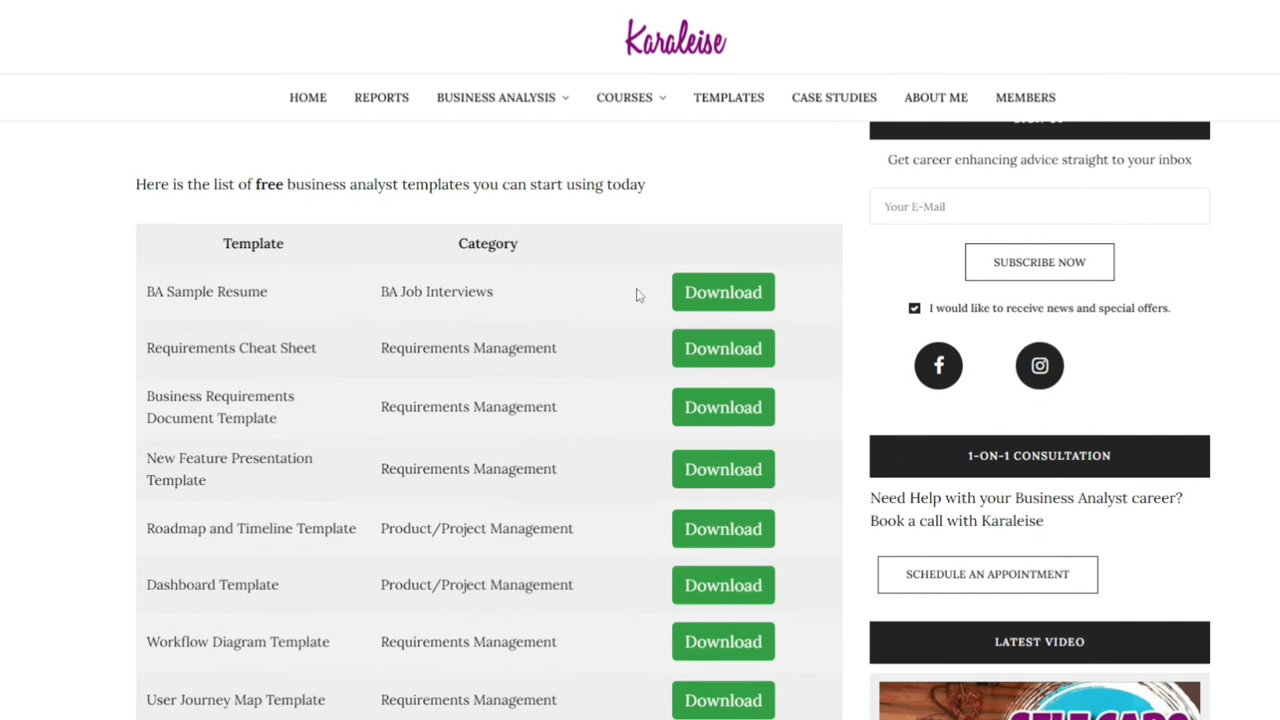 Karaleise
HOME REPORTS BUSINESS ANALYSIS COURSES TEMPLATES CASE STUDIES ABOUT ME MEMBERS
Here is the list of free business analyst templates you can start using today
Template Category
BA Sample Resume BA Job Interviews Download
Requirements Cheat Sheet Requirements Management Download
Business Requirements
Document Template Requirements Management Download
New Feature Presentation
Template Requirements Management Download
Roadmap and Timeline Template Product/Project Management Download
Dashboard Template Product/Project Management Download
Workflow Diagram Template Requirements Management Download
User Journey Map Template Requirements Management Download
Get career enhancing advice straight to your inbox
Your E-Mail
SUBSCRIBE NOW
I would like to receive news and special offers.
1-ON-1 CONSULTATION
Need Help with your Business Analyst career?
Book a call with Karaleise
SCHEDULE AN APPOINTMENT
LATEST VIDEO